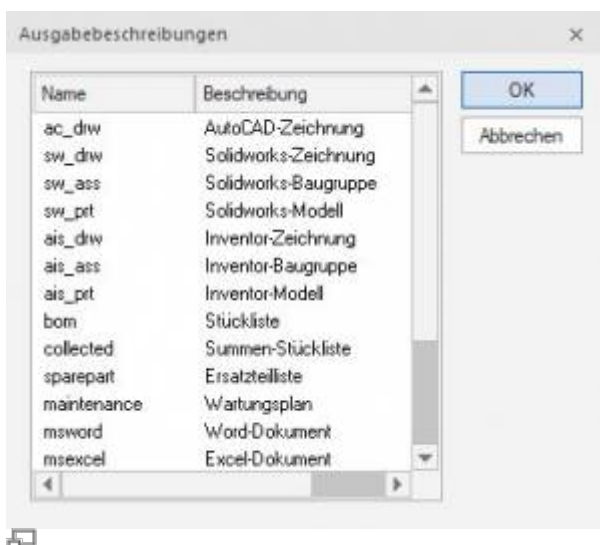 Ausgabebeschreibungen
Name Beschreibung
OK
Abbrechen
ac_drw AutoCAD-Zeichnung
sw_drw Solidworks-Zeichnung
sw_ass Solidworks-Baugruppe
sw_prt Solidworks-Modell
ais_drw Inventor-Zeichnung
ais_ass Inventor-Baugruppe
ais_prt Inventor-Modell
bom Stückliste
collected Summen-Stückliste
sparepart Ersatzteilliste
maintenance Wartungsplan
msword Word-Dokument
msexcel Excel-Dokument